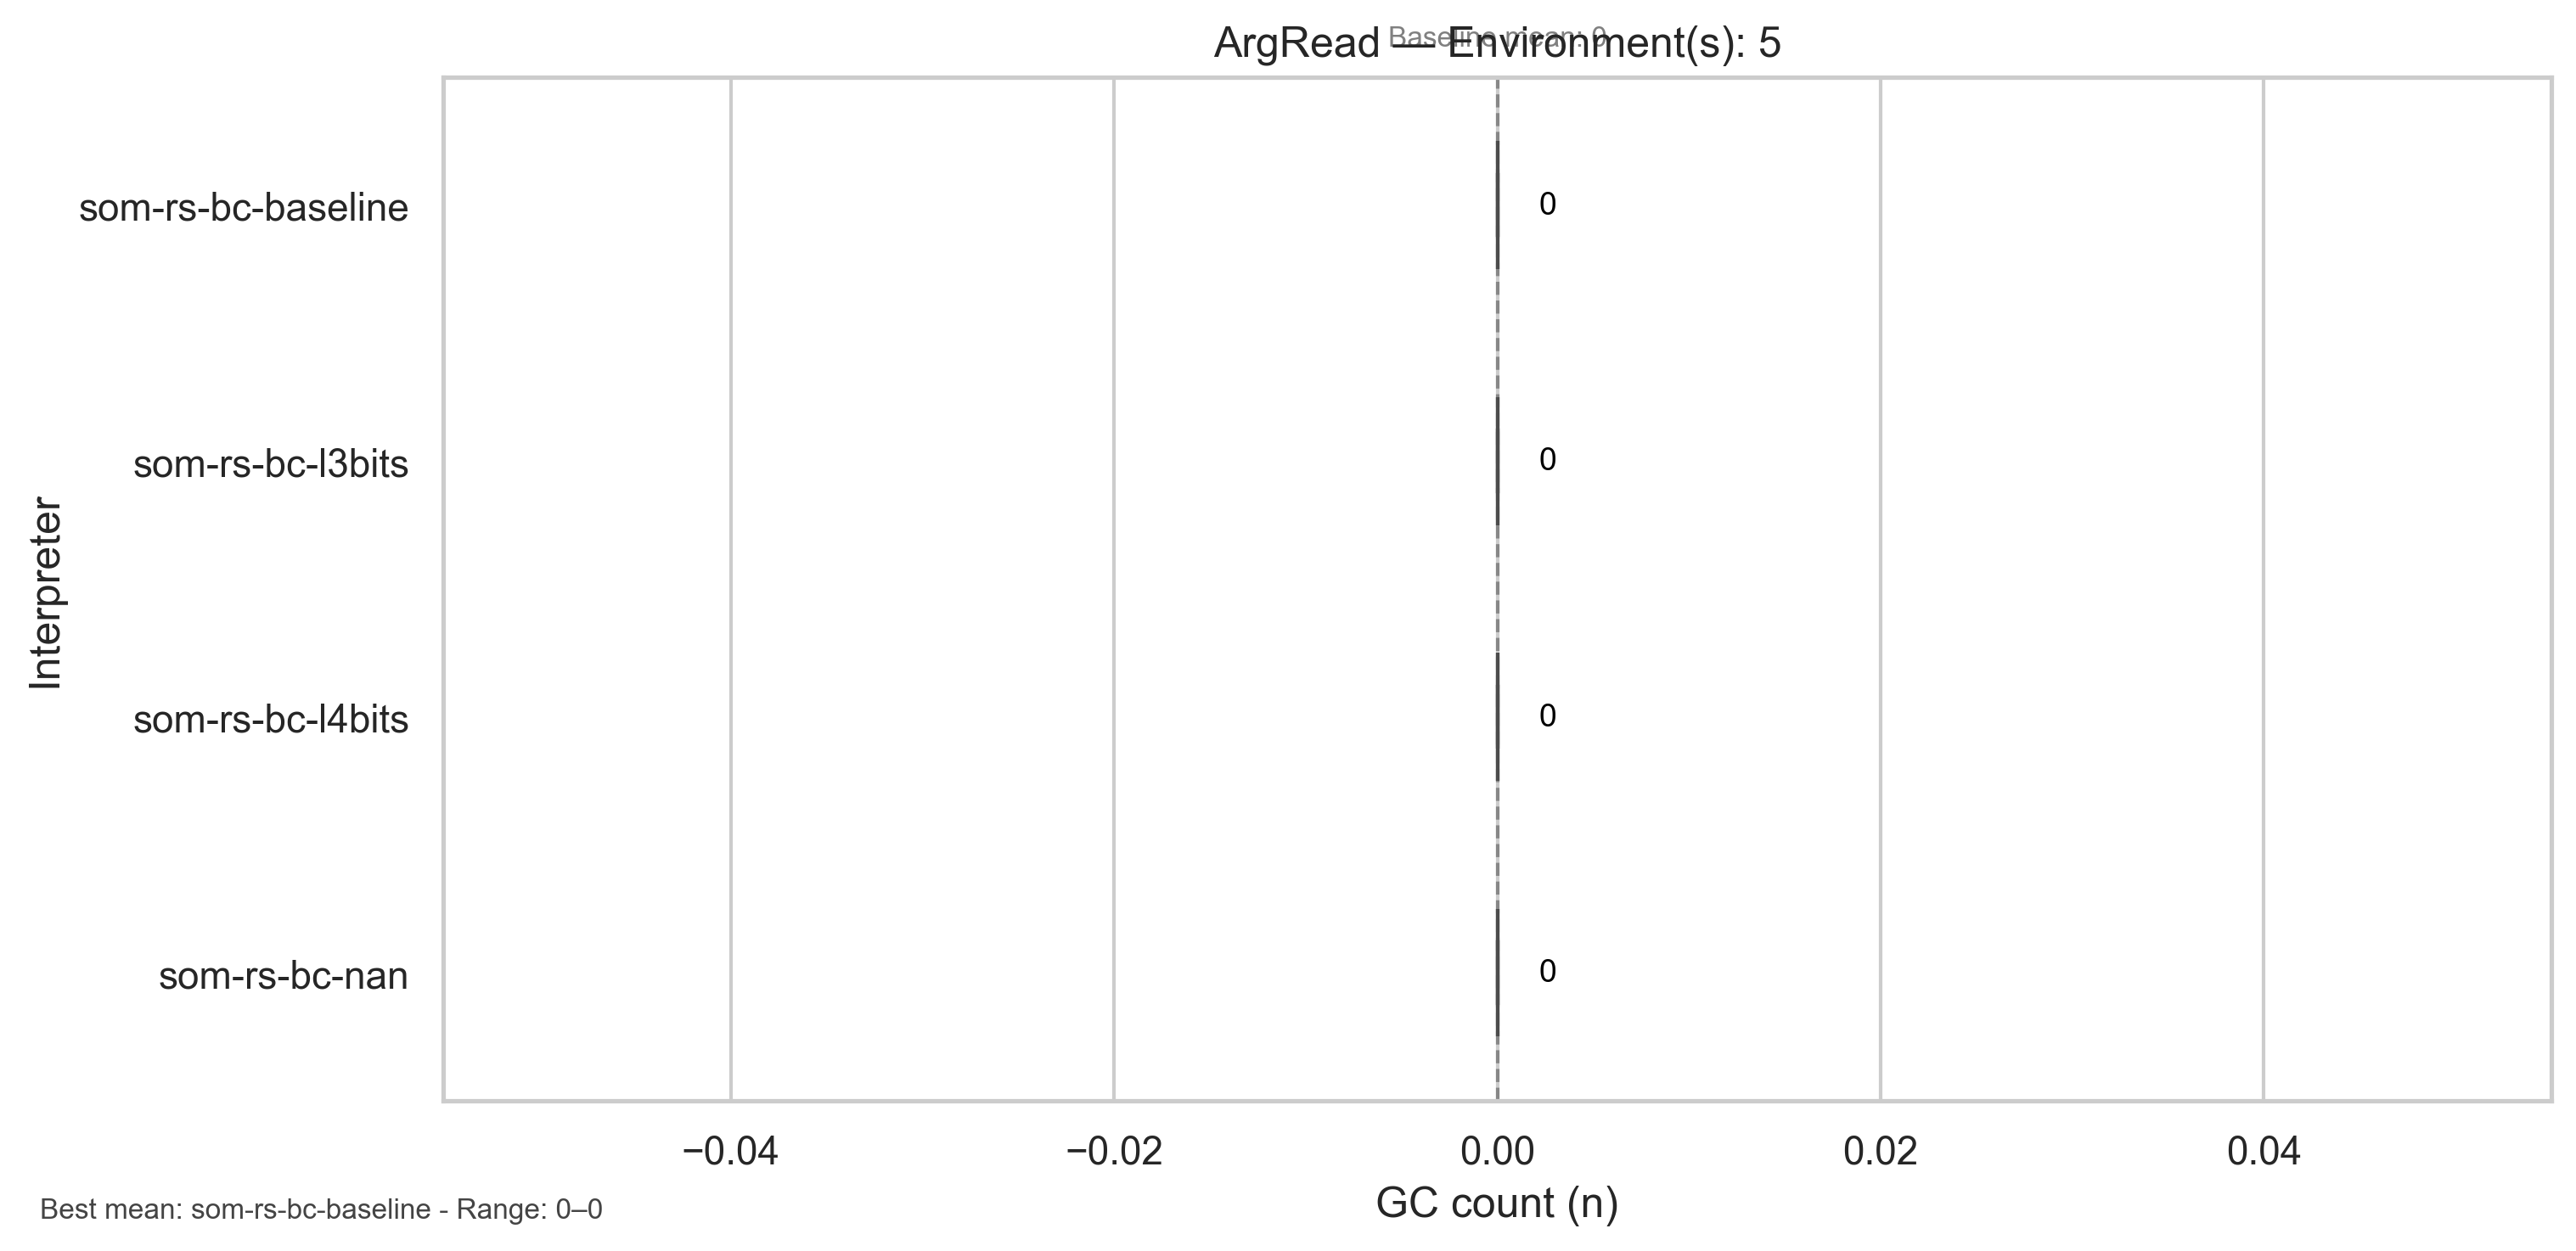 Baseline mean: 0
ArgRead — Environment(s): 5
som-rs-bc-baseline
0
som-rs-bc-l3bits
0
som-rs-bc-l4bits
0
som-rs-bc-nan
0
Interpreter
−0.04
−0.02
0.00
0.02
0.04
GC count (n)
Best mean: som-rs-bc-baseline - Range: 0–0